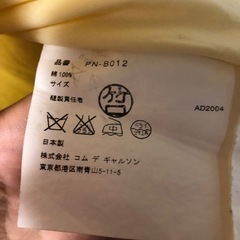 品番 PN-B012
綿 100%
サイズ
縫製責任者
竹
AD2004
日本製
株式会社 コム デ ギャルソン
東京都港区南青山5-11-5